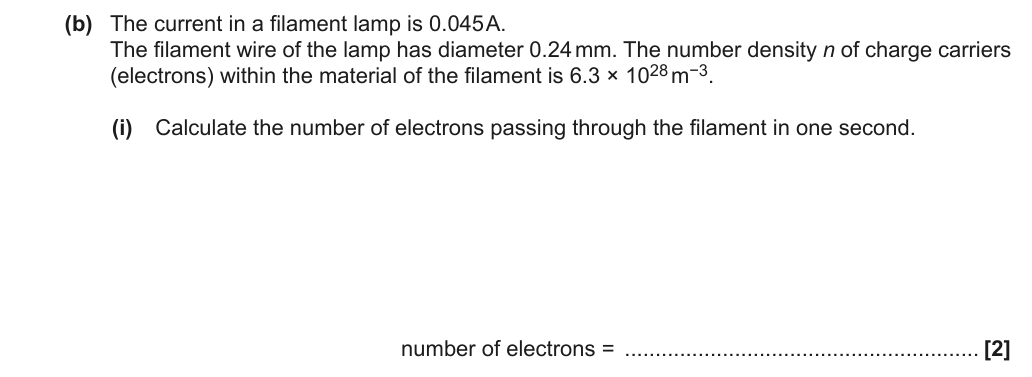 (b) The current in a filament lamp is 0.045 A.
The filament wire of the lamp has diameter 0.24 mm. The number density n of charge carriers
(electrons) within the material of the filament is 6.3 × 10²⁸ m⁻³.
(i) Calculate the number of electrons passing through the filament in one second.
number of electrons = .......................................................... [2]